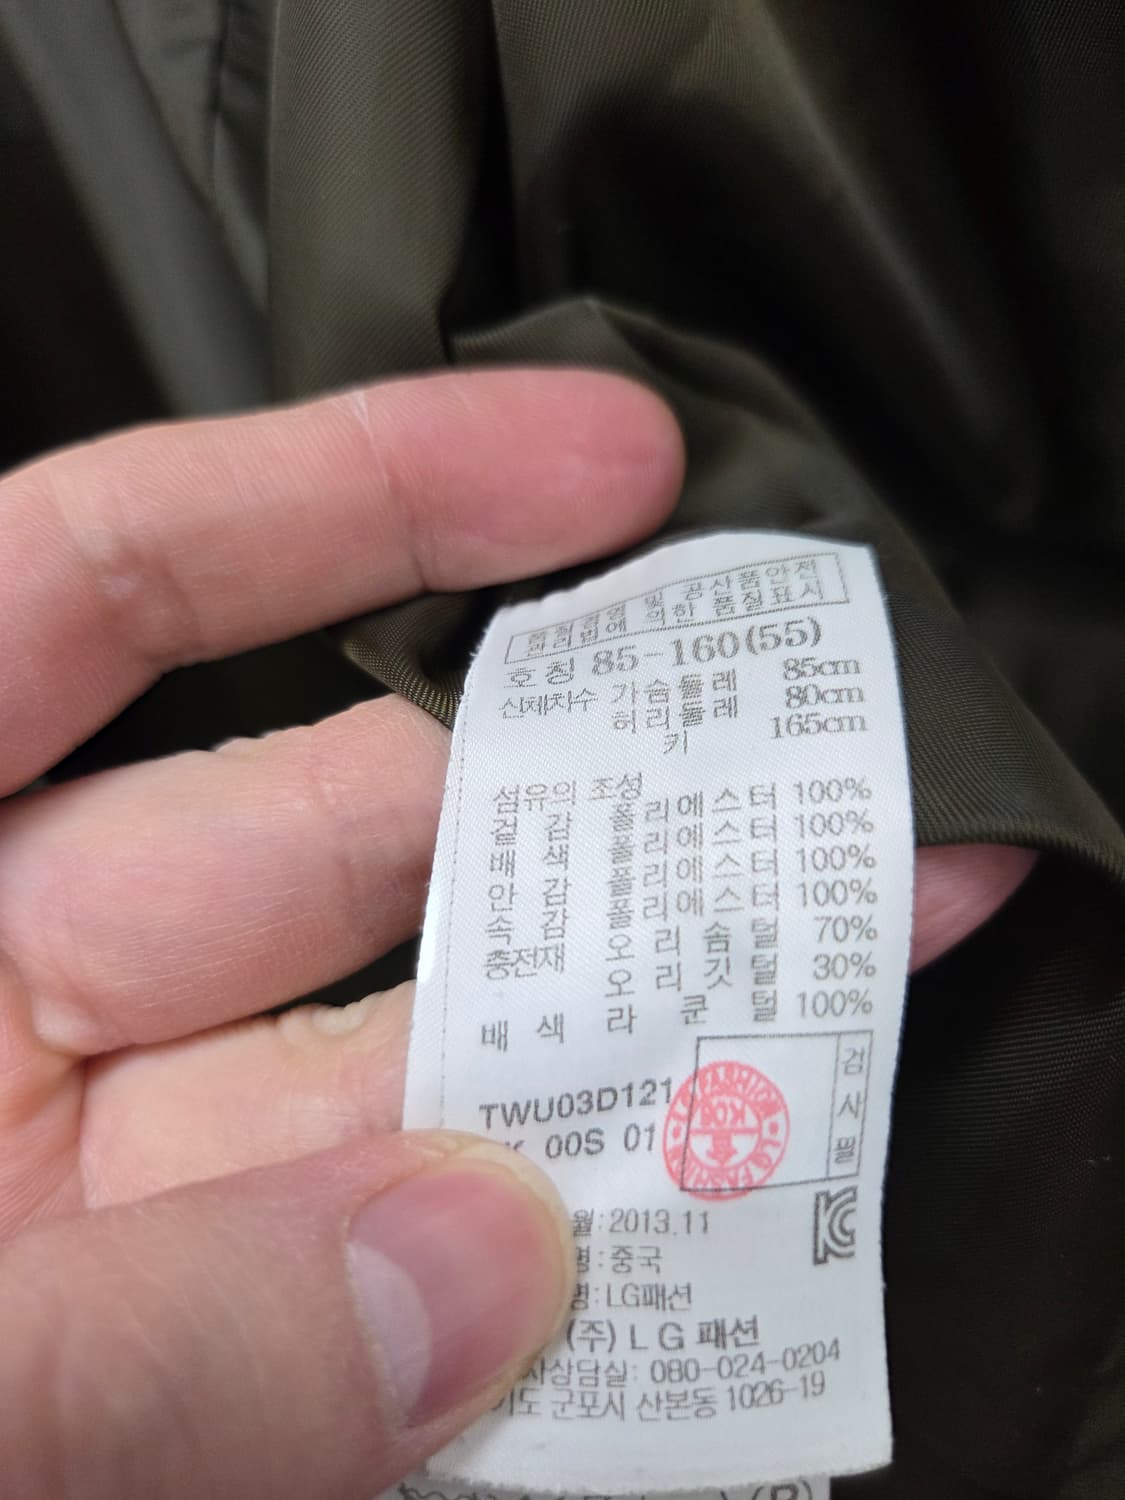 품질경영 및 공산품안전
관리법에 의한 품질표시
호칭 85-160(55)
신체치수 가슴둘레 85cm
허리둘레 80cm
키 165cm
섬유의 조성
겉감 폴리에스터 100%
배색 폴리에스터 100%
안감 폴리에스터 100%
속감 폴리에스터 100%
충전재 오리솜털 70%
오리깃털 30%
배색 라쿤털 100%
TWU03D121
00S 01
검사필
LG FASHION
월:2013.11
명:중국
명:LG패션
(주)LG패션
자상담실: 080-024-0204
기도 군포시 산본동 1026-19